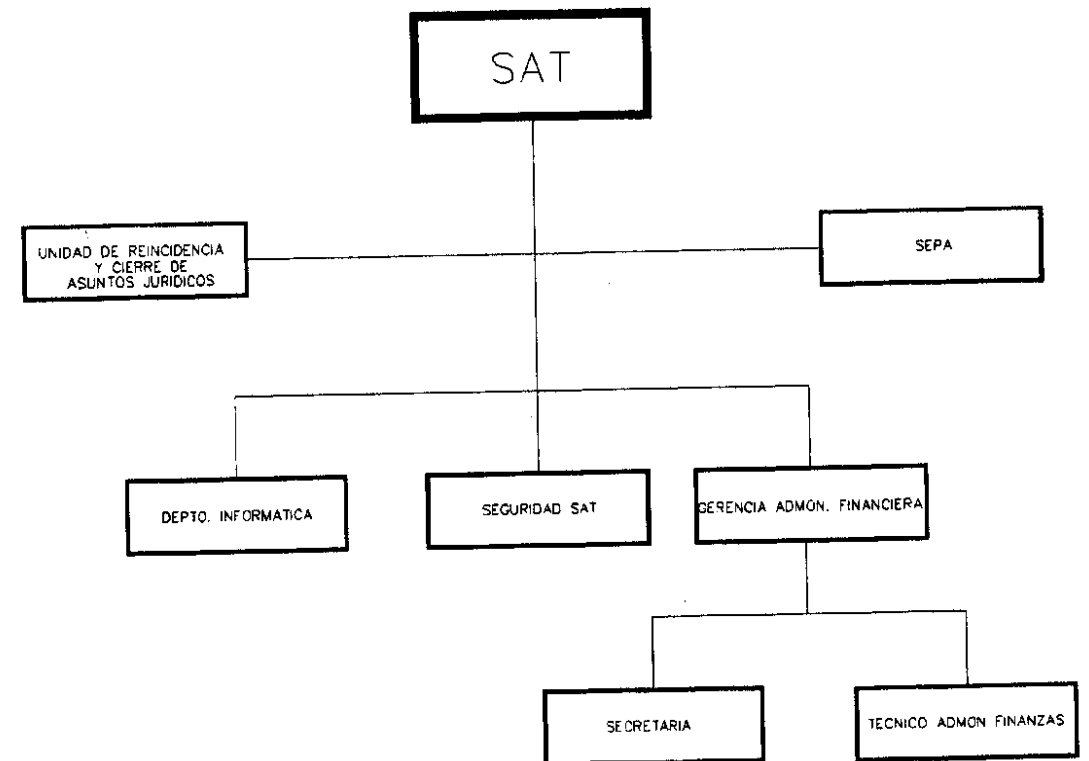 SAT
UNIDAD DE REINCIDENCIA
Y CIERRE DE
ASUNTOS JURIDICOS
SEPA
DEPTO. INFORMATICA
SEGURIDAD SAT
GERENCIA ADMON. FINANCIERA
SECRETARIA
TECNICO ADMON FINANZAS